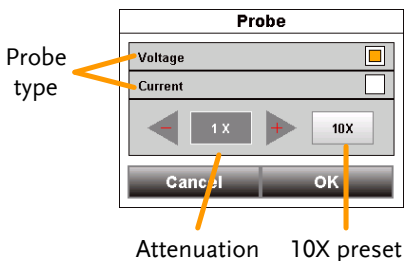 Probe
Probe
type
Voltage
Current
− 1 X + 10X
Cancel OK
Attenuation 10X preset